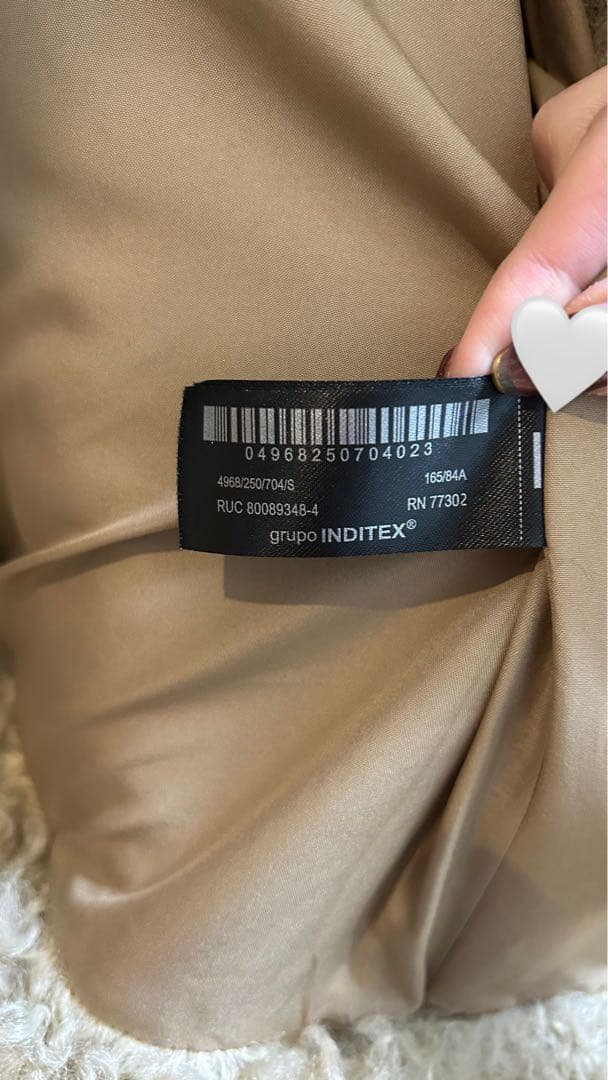 04968250704023
4968/250/704/S 165/84A
RUC 80089348-4 RN 77302
grupo INDITEX®